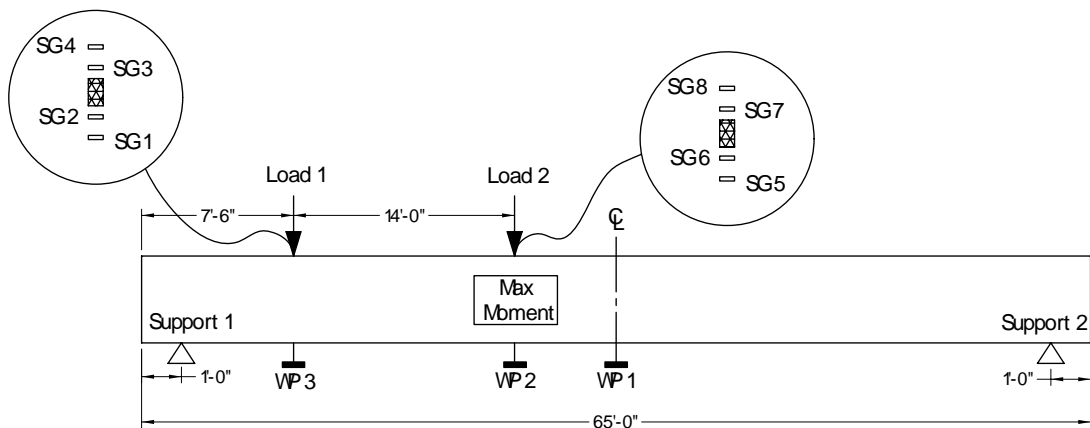 SG4
SG3
SG2
SG1
SG8
SG7
SG6
SG5
Load 1
Load 2
7'-6"
14'-0"
℄
Max
Moment
Support 1
Support 2
1'-0"
WP3
WP2
WP1
1'-0"
65'-0"